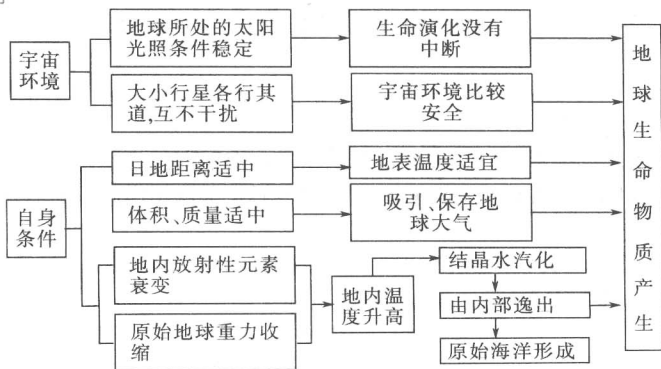 宇宙
环境
地球所处的太阳
光照条件稳定
生命演化没有
中断
大小行星各行其
道,互不干扰
宇宙环境比较
安全
自身
条件
日地距离适中
地表温度适宜
体积、质量适中
吸引、保存地
球大气
地内放射性元素
衰变
原始地球重力收
缩
地内温
度升高
结晶水汽化
由内部逸出
原始海洋形成
地球生命物质产生